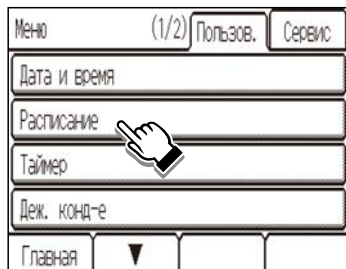 Меню (1/2) Пользов. Сервис
Дата и время
Расписание
Таймер
Деж. конд-е
Главная ▼